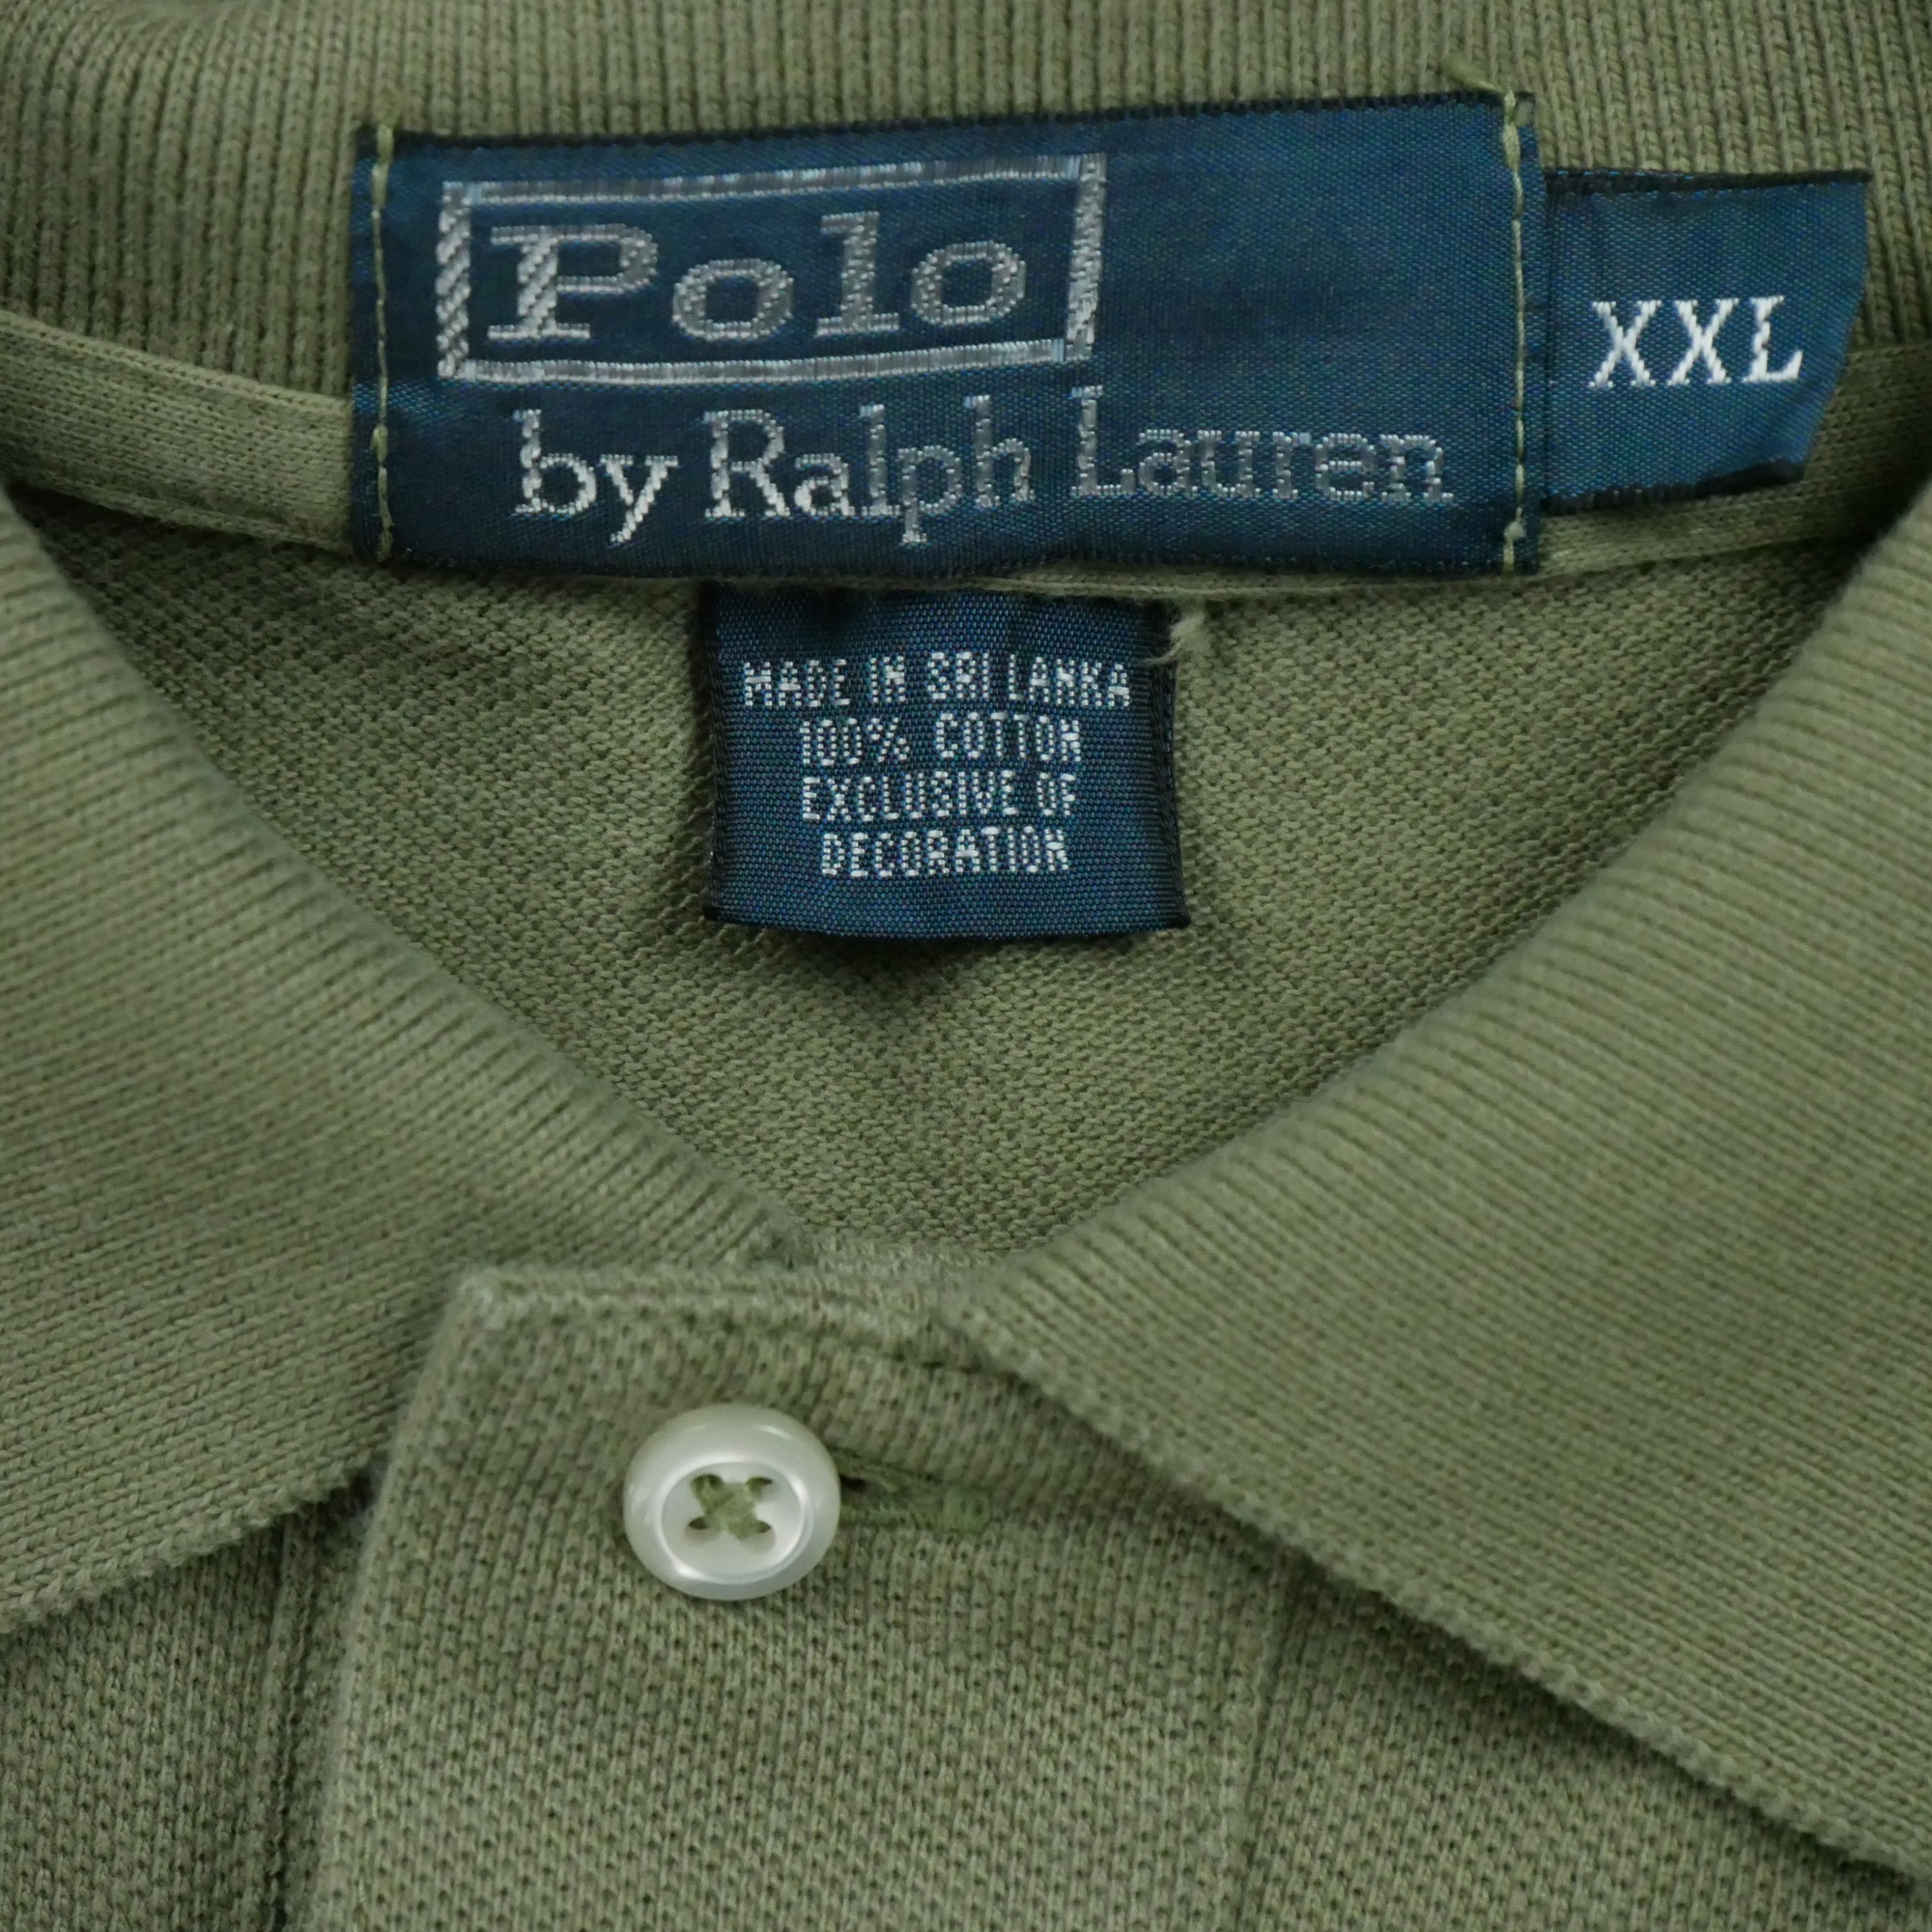 Polo
by Ralph Lauren
XXL
MADE IN SRI LANKA
100% COTTON
EXCLUSIVE OF
DECORATION